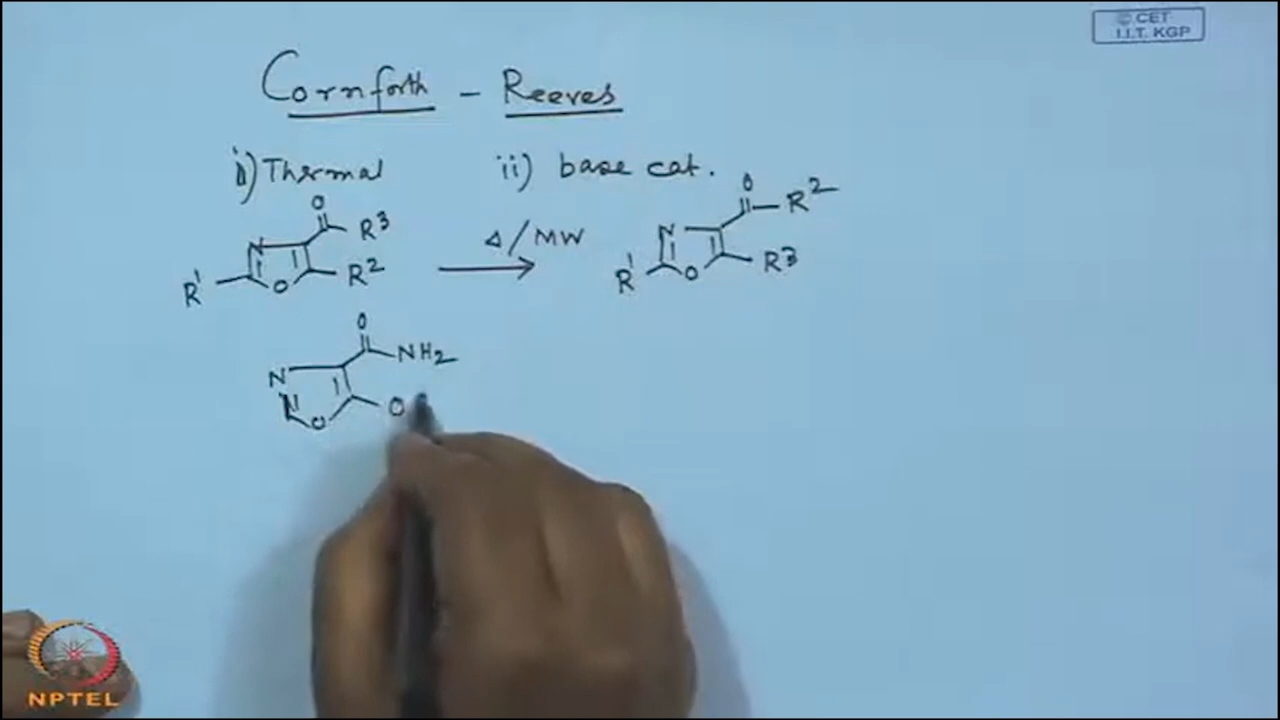 © CET
I.I.T. KGP
Cornforth - Reeves
i) Thermal ii) base cat.
O
R³
N
R²
O
R¹
Δ/MW
O
R²
N
R³
O
R¹
O
NH2
N
O
O
NPTEL